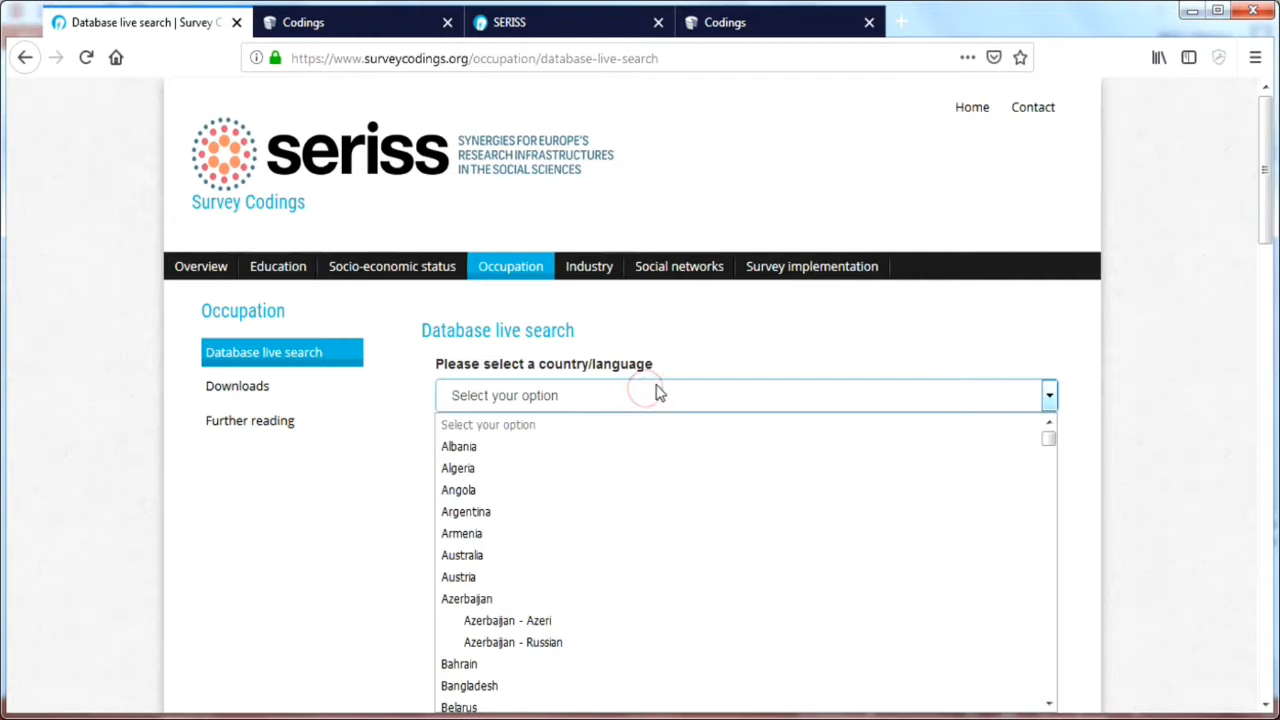 Database live search | Survey C
Codings
SERISS
Codings
https://www.surveycodings.org/occupation/database-live-search
Home
Contact
seriss
SYNERGIES FOR EUROPE'S
RESEARCH INFRASTRUCTURES
IN THE SOCIAL SCIENCES
Survey Codings
Overview
Education
Socio-economic status
Occupation
Industry
Social networks
Survey implementation
Occupation
Database live search
Downloads
Further reading
Database live search
Please select a country/language
Select your option
Select your option
Albania
Algeria
Angola
Argentina
Armenia
Australia
Austria
Azerbaijan
Azerbaijan - Azeri
Azerbaijan - Russian
Bahrain
Bangladesh
Belarus